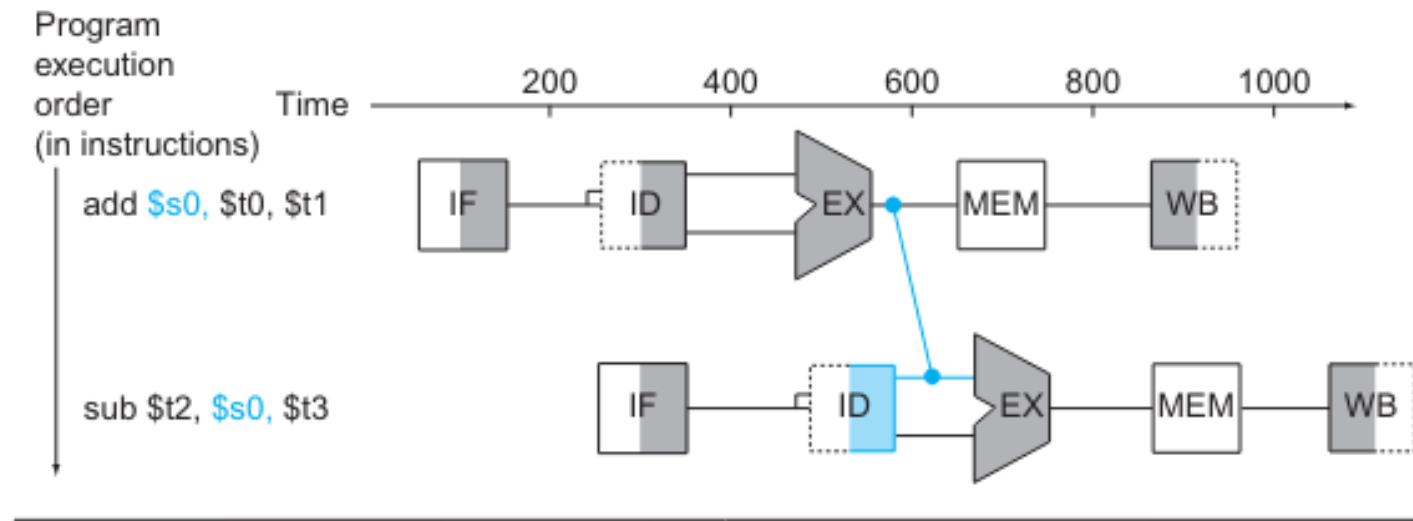 Program
execution
order
(in instructions)
Time
200 400 600 800 1000
add $s0, $t0, $t1
IF ID EX MEM WB
sub $t2, $s0, $t3
IF ID EX MEM WB